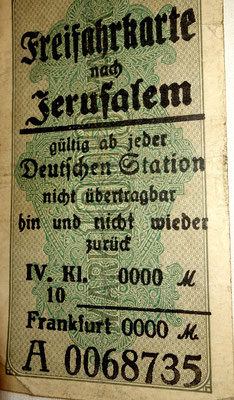 Freifahrkarte
nach
Jerusalem
gültig ab jeder
Deutschen Station
nicht übertragbar
hin und nicht wieder
zurück
IV. Kl. 0000 M
10
Frankfurt 0000 M.
A 0068735